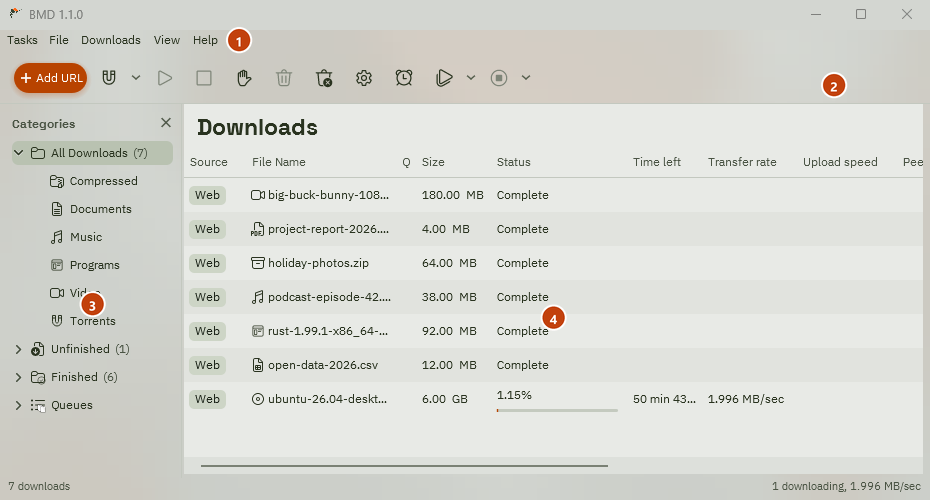 BMD 1.1.0
Tasks File Downloads View Help 1
+ Add URL
2
Categories
Downloads
Source File Name Q Size Status Time left Transfer rate Upload speed Pee
All Downloads (7)
Compressed
Documents
Music
Programs
3
Torrents
Unfinished (1)
Finished (6)
Queues
Web big-buck-bunny-108... 180.00 MB Complete
Web PDF project-report-2026.... 4.00 MB Complete
Web holiday-photos.zip 64.00 MB Complete
Web podcast-episode-42.... 38.00 MB Complete
4
Web rust-1.99.1-x86_64-... 92.00 MB Complete
Web open-data-2026.csv 12.00 MB Complete
Web ubuntu-26.04-deskt... 6.00 GB 1.15% 50 min 43... 1.996 MB/sec
7 downloads
1 downloading, 1.996 MB/sec